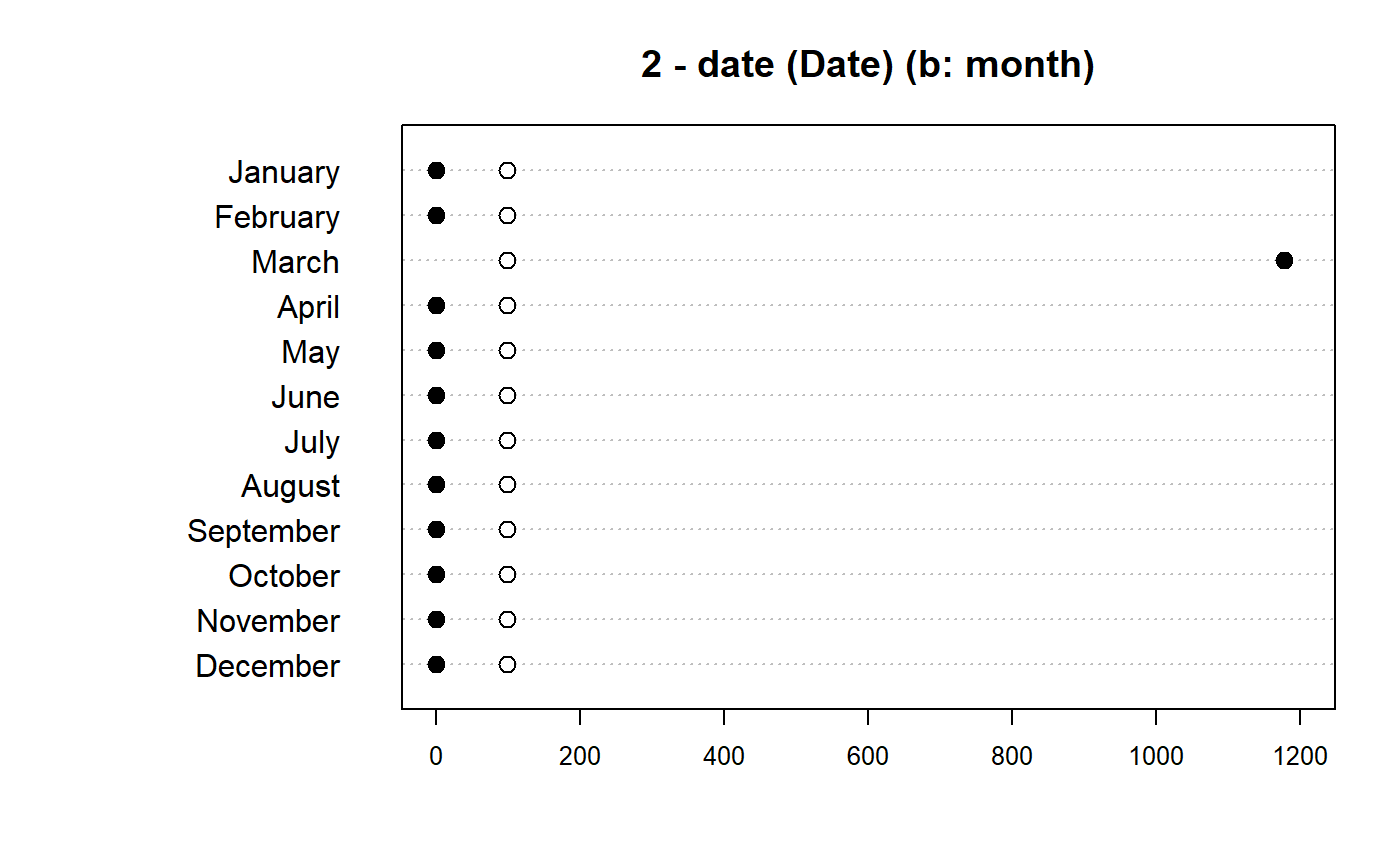 2 - date (Date) (b: month)
January
February
March
April
May
June
July
August
September
October
November
December
0 200 400 600 800 1000 1200